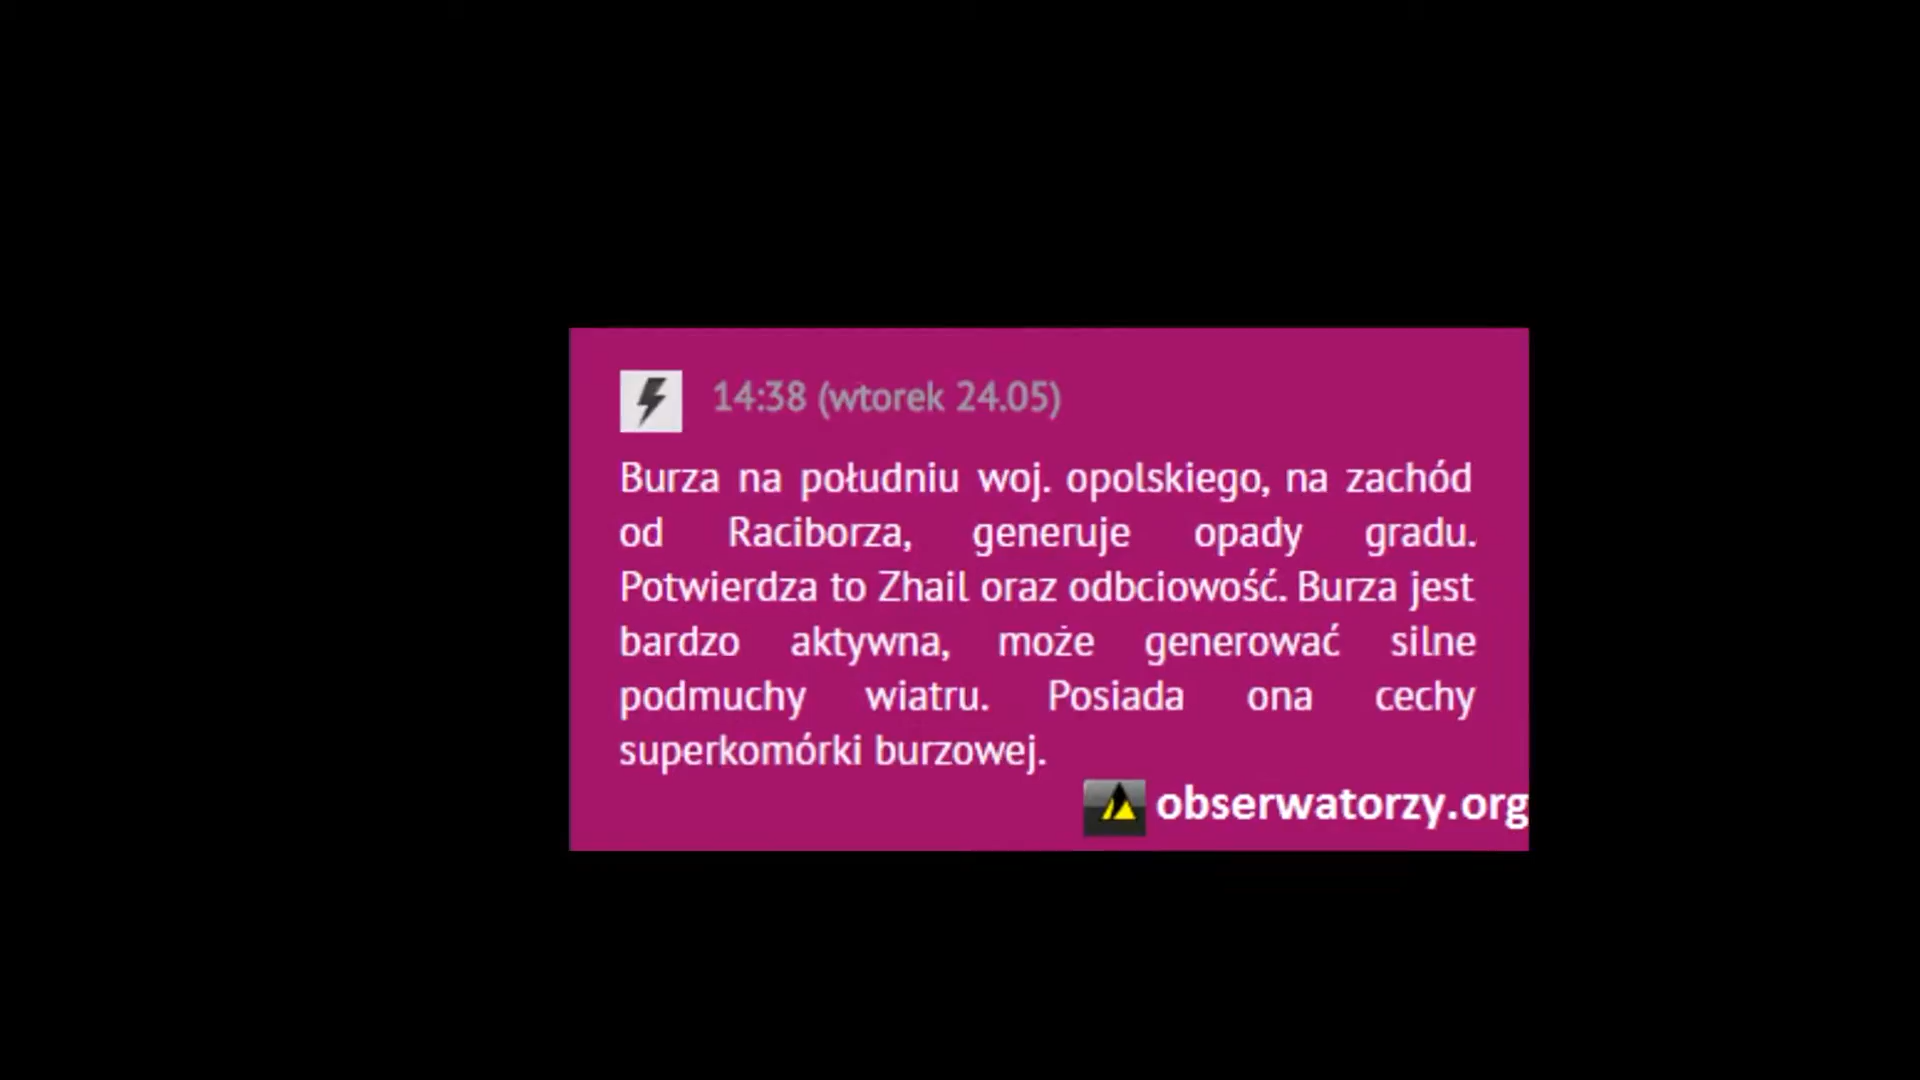 14:38 (wtorek 24.05)
Burza na południu woj. opolskiego, na zachód
od Raciborza, generuje opady gradu.
Potwierdza to Zhail oraz odbciowość. Burza jest
bardzo aktywna, może generować silne
podmuchy wiatru. Posiada ona cechy
superkomórki burzowej.
obserwatorzy.org